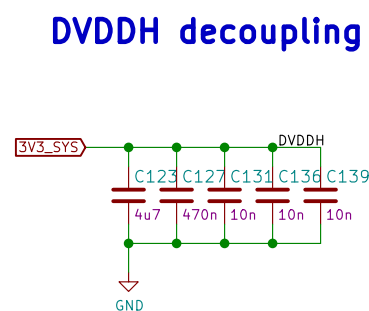 DVDDH decoupling
DVDDH
3V3_SYS
C123 C127 C131 C136 C139
4u7 470n 10n 10n 10n
GND